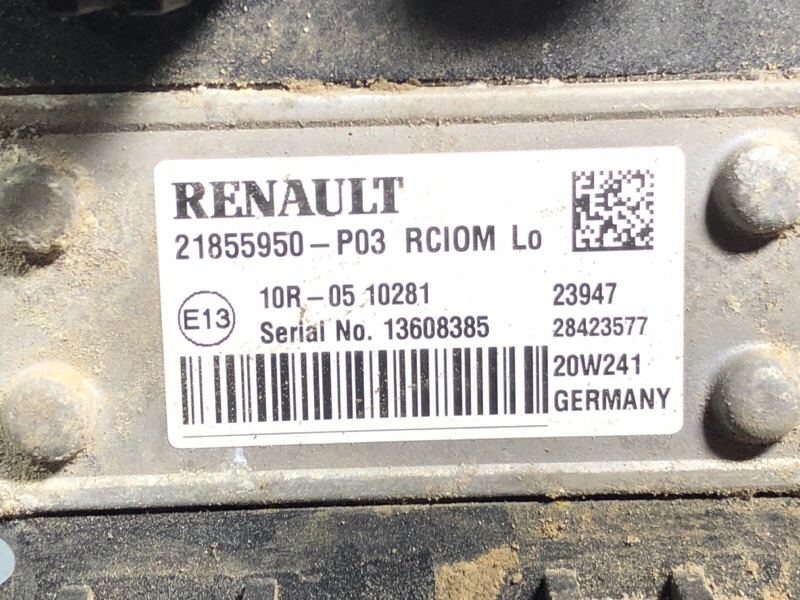 RENAULT
21855950-P03 RCIOM Lo
E13
10R-05 10281
23947
Serial No. 13608385
28423577
20W241
GERMANY